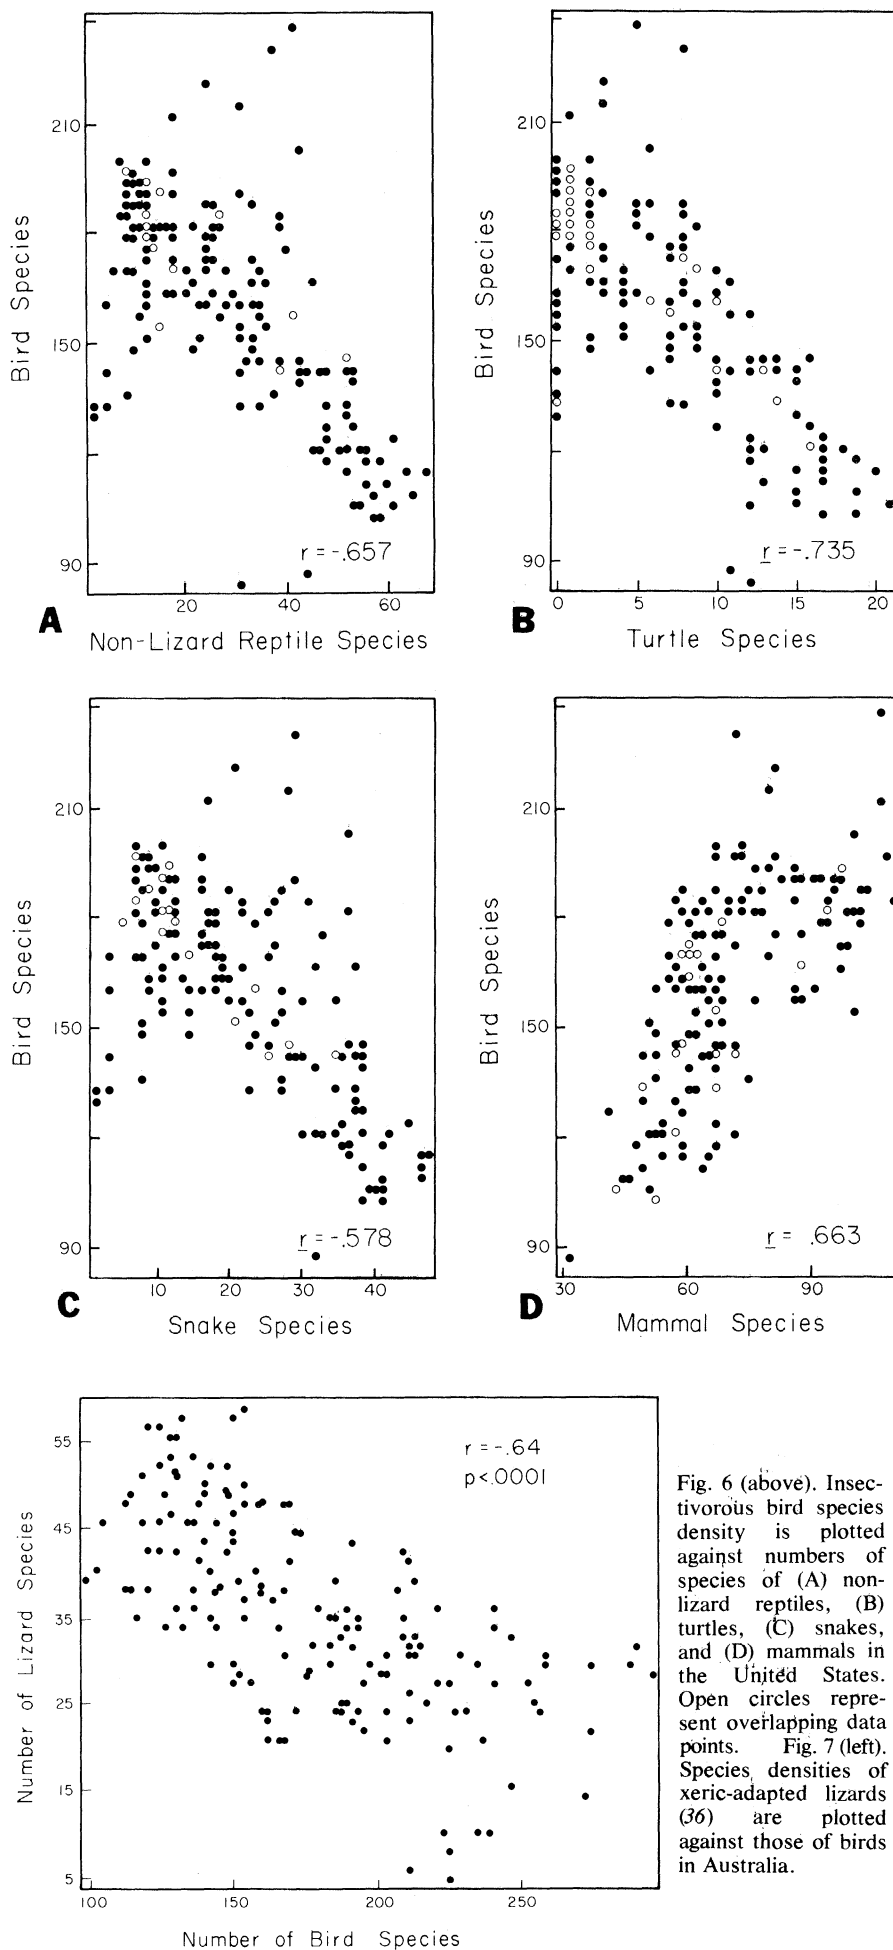 210
150
90
Bird Species
20 40 60
A
Non-Lizard Reptile Species
r = -.657
210
150
90
Bird Species
0 5 10 15 20
B
Turtle Species
r = -.735
210
150
90
Bird Species
10 20 30 40
C
Snake Species
r = -.578
210
150
90
Bird Species
30 60 90
D
Mammal Species
r = .663
55
45
35
25
15
5
Number of Lizard Species
100 150 200 250
Number of Bird Species
r = -.64
p<.0001
Fig. 6 (above). Insec-
tivorous bird species
density is plotted
against numbers of
species of (A) non-
lizard reptiles, (B)
turtles, (C) snakes,
and (D) mammals in
the United States.
Open circles repre-
sent overlapping data
points. Fig. 7 (left).
Species densities of
xeric-adapted lizards
(36) are plotted
against those of birds
in Australia.